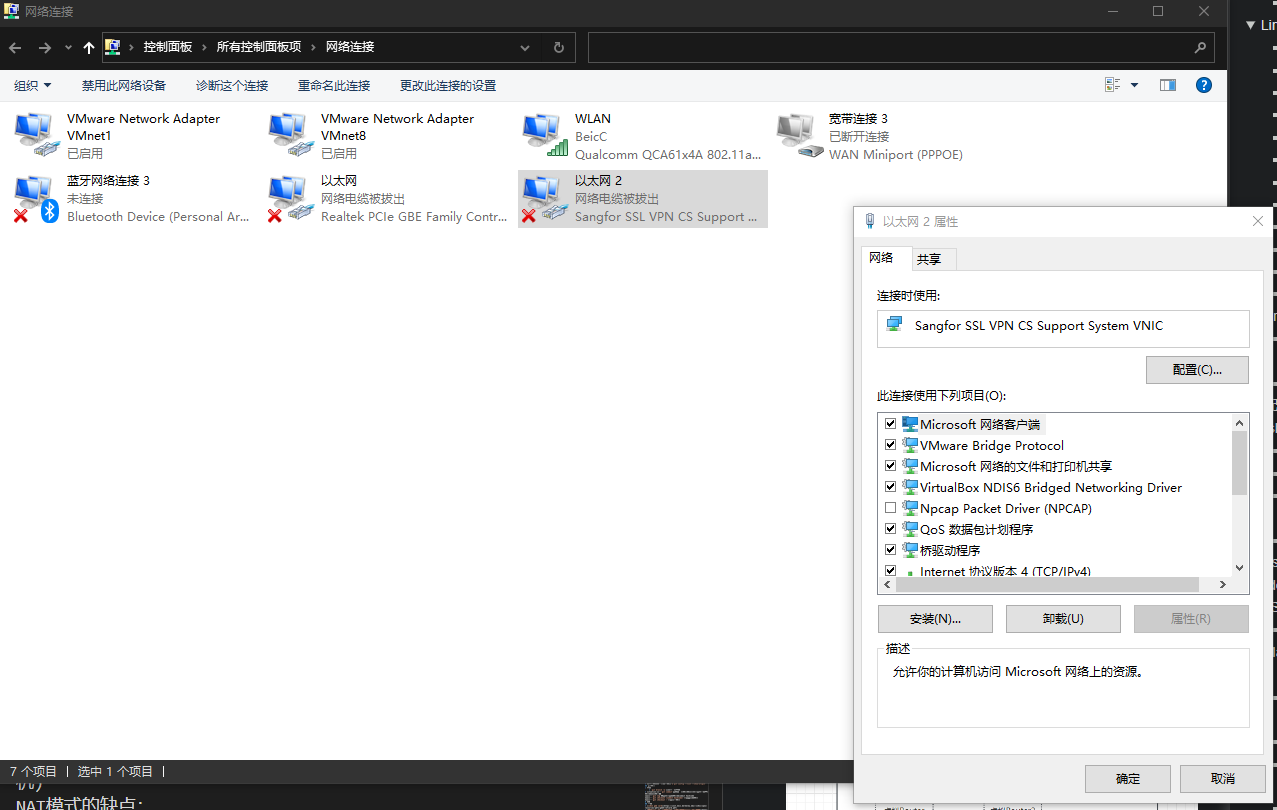 网络连接
控制面板 › 所有控制面板项 › 网络连接
组织 禁用此网络设备 诊断这个连接 重命名此连接 更改此连接的设置
VMware Network Adapter VMnet1
已启用
VMware Network Adapter VMnet8
已启用
WLAN
BeicC
Qualcomm QCA61x4A 802.11a...
宽带连接 3
已断开连接
WAN Miniport (PPPOE)
蓝牙网络连接 3
未连接
Bluetooth Device (Personal Ar...
以太网
网络电缆被拔出
Realtek PCIe GBE Family Contr...
以太网 2
网络电缆被拔出
Sangfor SSL VPN CS Support ...
以太网 2 属性
网络 共享
连接时使用:
Sangfor SSL VPN CS Support System VNIC
配置(C)...
此连接使用下列项目(O):
Microsoft 网络客户端
VMware Bridge Protocol
Microsoft 网络的文件和打印机共享
VirtualBox NDIS6 Bridged Networking Driver
Npcap Packet Driver (NPCAP)
QoS 数据包计划程序
桥驱动程序
Internet 协议版本 4 (TCP/IPv4)
安装(N)... 卸载(U) 属性(R)
描述
允许你的计算机访问 Microsoft 网络上的资源。
确定 取消
7 个项目 选中 1 个项目
NAT模式的缺点: